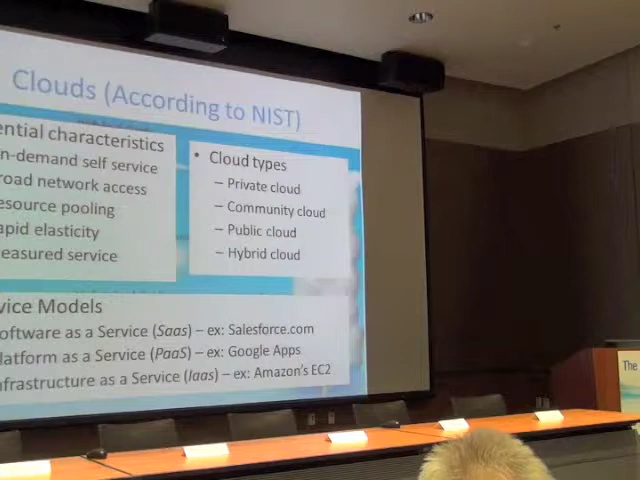 Clouds (According to NIST)
ential characteristics
n-demand self service
road network access
esource pooling
apid elasticity
easured service
• Cloud types
– Private cloud
– Community cloud
– Public cloud
– Hybrid cloud
vice Models
oftware as a Service (Saas) – ex: Salesforce.com
latform as a Service (PaaS) – ex: Google Apps
nfrastructure as a Service (Iaas) – ex: Amazon's EC2
The